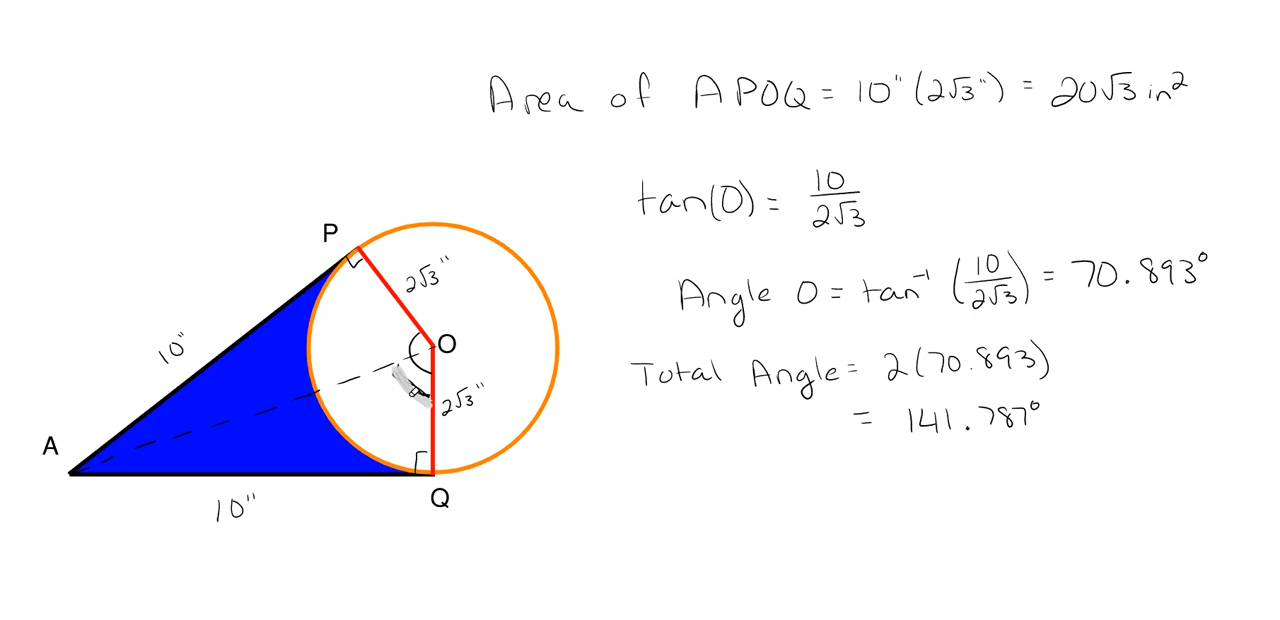 Area of APOQ = 10" (2√3") = 20√3 in²
tan(O) = 10/2√3
Angle O = tan⁻¹ (10/2√3) = 70.893°
Total Angle = 2(70.893)
= 141.787°
P
2√3"
10"
O
2√3"
A
10"
Q